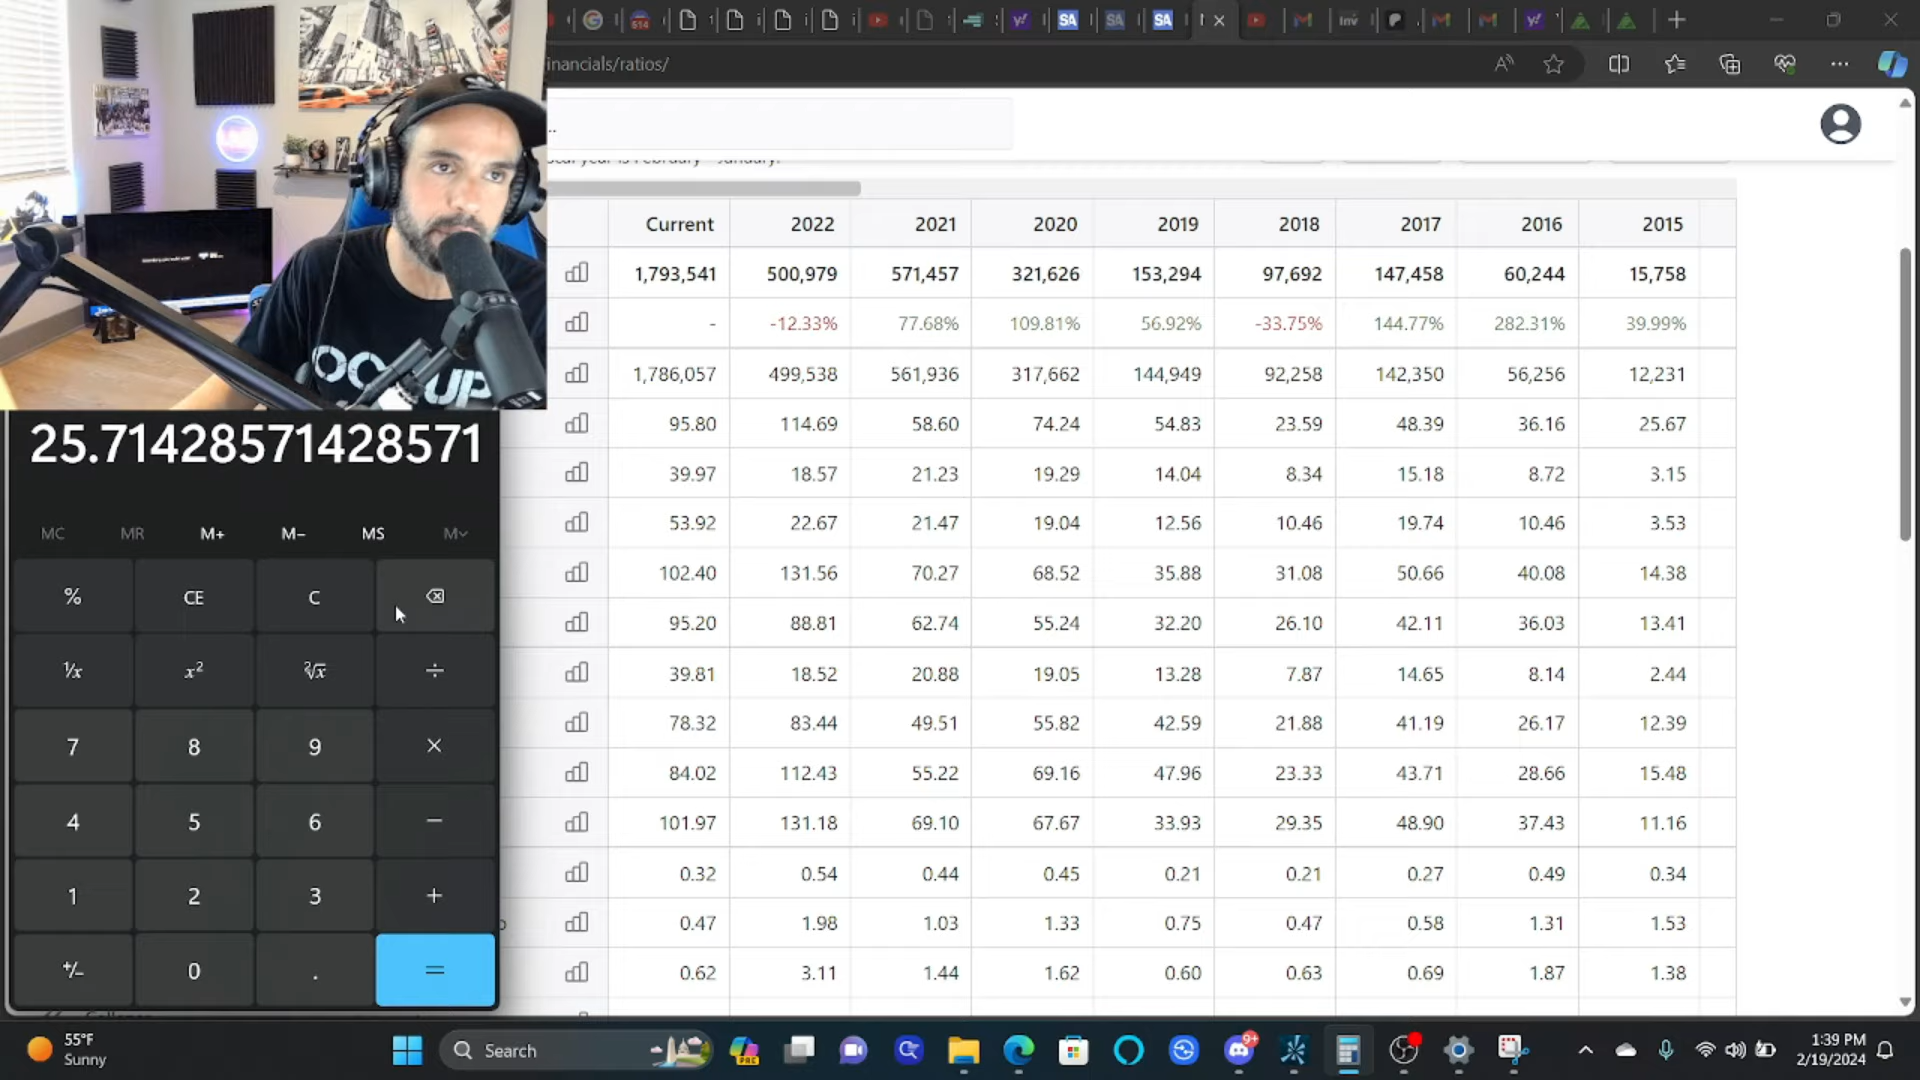 514
y!
SA
SA
SA
Inv
y!
inancials/ratios/
..
cal year is February - January.
Current 2022 2021 2020 2019 2018 2017 2016 2015
1,793,541 500,979 571,457 321,626 153,294 97,692 147,458 60,244 15,758
- -12.33% 77.68% 109.81% 56.92% -33.75% 144.77% 282.31% 39.99%
1,786,057 499,538 561,936 317,662 144,949 92,258 142,350 56,256 12,231
95.80 114.69 58.60 74.24 54.83 23.59 48.39 36.16 25.67
39.97 18.57 21.23 19.29 14.04 8.34 15.18 8.72 3.15
53.92 22.67 21.47 19.04 12.56 10.46 19.74 10.46 3.53
102.40 131.56 70.27 68.52 35.88 31.08 50.66 40.08 14.38
95.20 88.81 62.74 55.24 32.20 26.10 42.11 36.03 13.41
39.81 18.52 20.88 19.05 13.28 7.87 14.65 8.14 2.44
78.32 83.44 49.51 55.82 42.59 21.88 41.19 26.17 12.39
84.02 112.43 55.22 69.16 47.96 23.33 43.71 28.66 15.48
101.97 131.18 69.10 67.67 33.93 29.35 48.90 37.43 11.16
0.32 0.54 0.44 0.45 0.21 0.21 0.27 0.49 0.34
o 0.47 1.98 1.03 1.33 0.75 0.47 0.58 1.31 1.53
0.62 3.11 1.44 1.62 0.60 0.63 0.69 1.87 1.38
25.71428571428571
MC MR M+ M− MS M˅
% CE C
¹/x x² ²√x ÷
7 8 9 ×
4 5 6 −
1 2 3 +
+/− 0 . =
55°F
Sunny
Search
PRE
9+
1:39 PM
2/19/2024